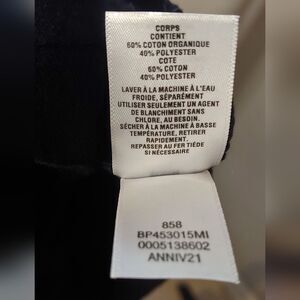 CORPS
CONTIENT
60% COTON ORGANIQUE
40% POLYESTER
COTE
60% COTON
40% POLYESTER
LAVER À LA MACHINE À L'EAU
FROIDE, SÉPARÉMENT
UTILISER SEULEMENT UN AGENT
DE BLANCHIMENT SANS
CHLORE, AU BESOIN.
SÉCHER À LA MACHINE À BASSE
TEMPÉRATURE, RETIRER
RAPIDEMENT.
REPASSER AU FER TIÈDE
SI NÉCESSAIRE
858
BP453015MI
0005138602
ANNIV21